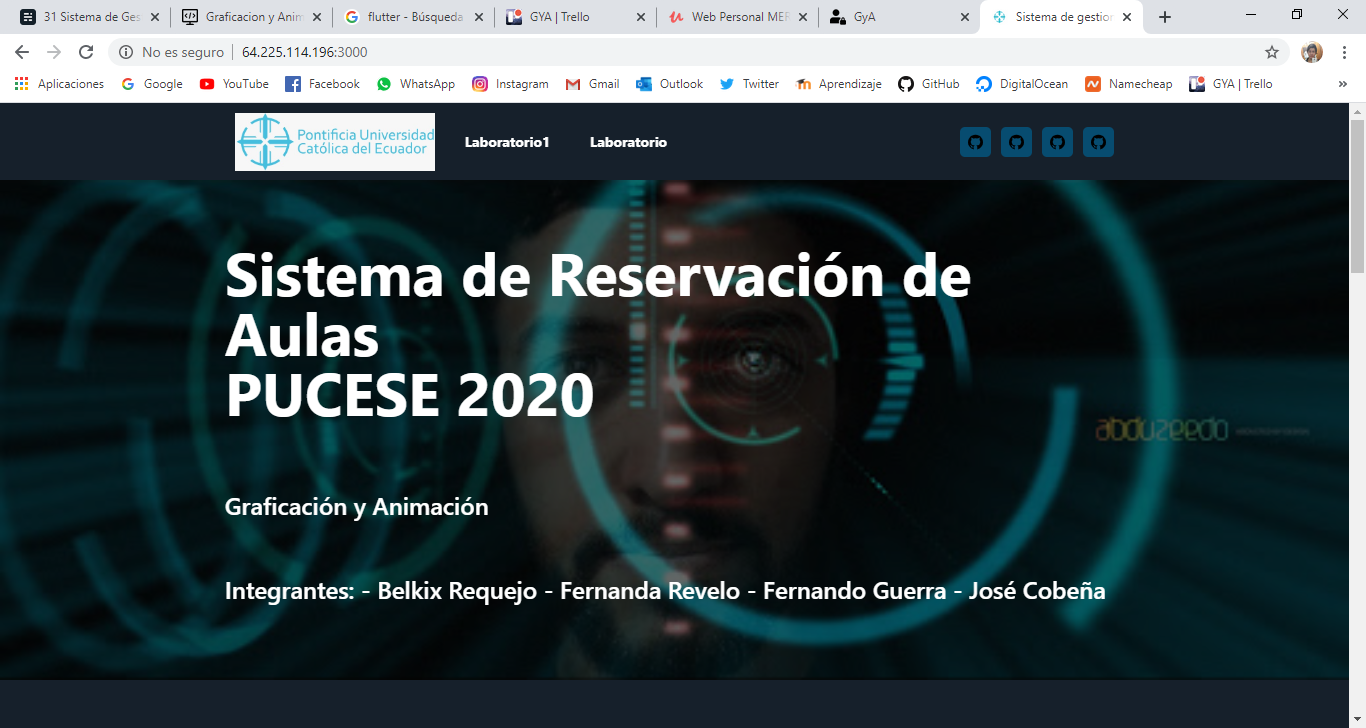 31 Sistema de Ges
Graficacion y Anim
flutter - Búsqueda
GYA | Trello
Web Personal MER
GyA
Sistema de gestion
No es seguro
64.225.114.196:3000
Aplicaciones
Google
YouTube
Facebook
WhatsApp
Instagram
Gmail
Outlook
Twitter
Aprendizaje
GitHub
DigitalOcean
Namecheap
GYA | Trello
»
Pontificia Universidad
Católica del Ecuador
Laboratorio1
Laboratorio
Sistema de Reservación de
Aulas
PUCESE 2020
abduzeedo
Graficación y Animación
Integrantes: - Belkix Requejo - Fernanda Revelo - Fernando Guerra - José Cobeña